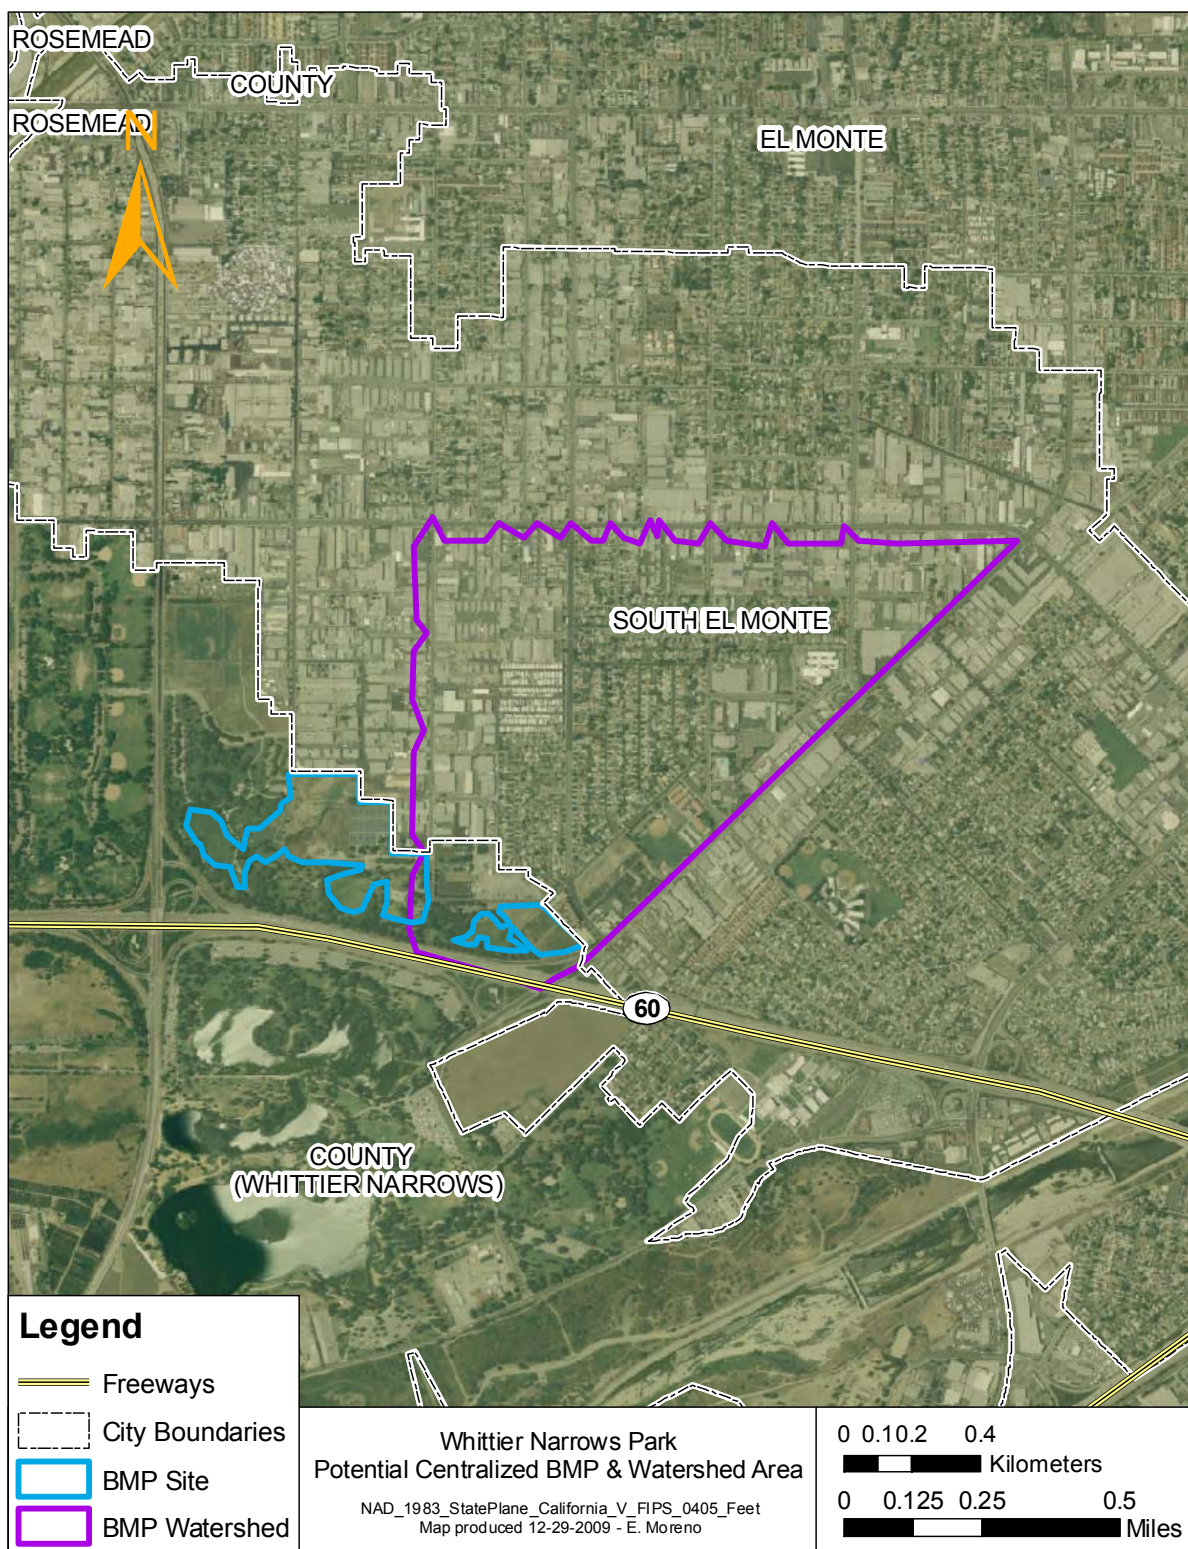 ROSEMEAD
COUNTY
ROSEMEAD
N
EL MONTE
SOUTH EL MONTE
60
COUNTY
(WHITTIER NARROWS)
Legend
Freeways
City Boundaries
BMP Site
BMP Watershed
Whittier Narrows Park
Potential Centralized BMP & Watershed Area
NAD_1983_StatePlane_California_V_FIPS_0405_Feet
Map produced 12-29-2009 - E. Moreno
0 0.1 0.2 0.4
Kilometers
0 0.125 0.25 0.5
Miles